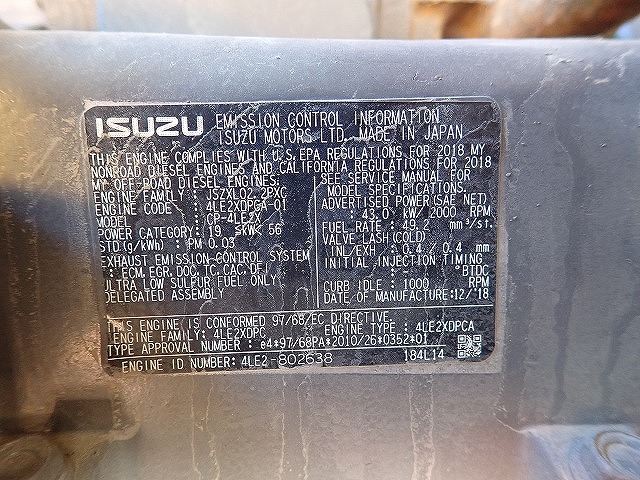 ISUZU EMISSION CONTROL INFORMATION
ISUZU MOTORS LTD. MADE IN JAPAN
THIS ENGINE COMPLIES WITH U.S.EPA REGULATIONS FOR 2018 MY
NONROAD DIESEL ENGINES AND CALIFORNIA REGULATIONS FOR 2018
MY OFF-ROAD DIESEL ENGINES.
ENGINE FAMILY : JSZXL02.2PXC
ENGINE CODE : 4LE2XDPGA-01
MODEL : CP-4LE2X
POWER CATEGORY: 19 ≤kW< 56
STD(g/kWh) : PM 0.03
EXHAUST EMISSION CONTROL SYSTEM
: ECM, EGR, DOC, TC, CAC, DFI
ULTRA LOW SULFUR FUEL ONLY
DELEGATED ASSEMBLY
SEE SERVICE MANUAL FOR
MODEL SPECIFICATIONS.
ADVERTISED POWER(SAE NET)
: 43.0 kW/ 2000 RPM
FUEL RATE : 49.2 mm³/st.
VALVE LASH (COLD)
IN/EXH : 0.4/ 0.4 mm
INITIAL INJECTION TIMING
: °BTDC
CURB IDLE : 1000 RPM
DATE OF MANUFACTURE:12/'18
THIS ENGINE IS CONFORMED 97/68/EC DIRECTIVE.
ENGINE FAMILY: 4LE2XDPC ENGINE TYPE : 4LE2XDPCA
TYPE APPROVAL NUMBER : e4*97/68PA*2010/26*0352*01
ENGINE ID NUMBER: 4LE2-802638 184L14